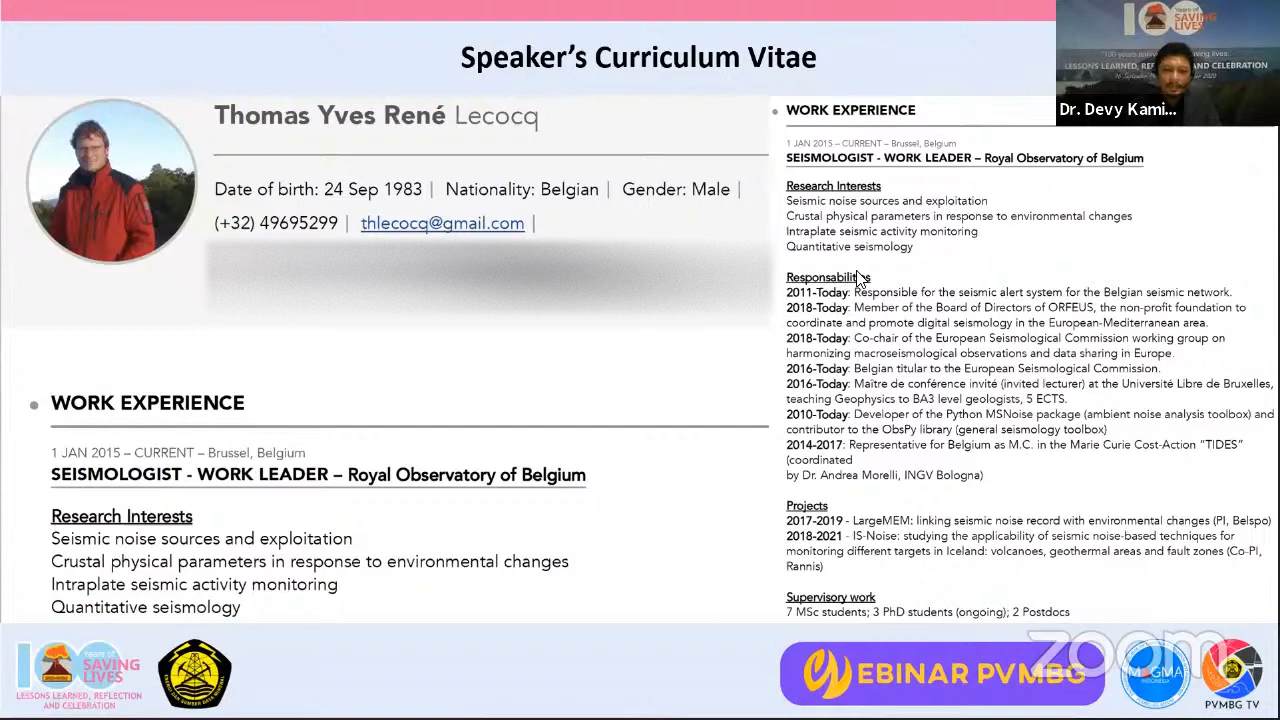 Speaker's Curriculum Vitae
Thomas Yves René Lecocq
Date of birth: 24 Sep 1983 | Nationality: Belgian | Gender: Male |
(+32) 49695299 | thlecocq@gmail.com |
WORK EXPERIENCE
1 JAN 2015 – CURRENT – Brussel, Belgium
SEISMOLOGIST - WORK LEADER – Royal Observatory of Belgium
Research Interests
Seismic noise sources and exploitation
Crustal physical parameters in response to environmental changes
Intraplate seismic activity monitoring
Quantitative seismology
WORK EXPERIENCE
1 JAN 2015 – CURRENT – Brussel, Belgium
SEISMOLOGIST - WORK LEADER – Royal Observatory of Belgium
Research Interests
Seismic noise sources and exploitation
Crustal physical parameters in response to environmental changes
Intraplate seismic activity monitoring
Quantitative seismology
Responsabilities
2011-Today: Responsible for the seismic alert system for the Belgian seismic network.
2018-Today: Member of the Board of Directors of ORFEUS, the non-profit foundation to
coordinate and promote digital seismology in the European-Mediterranean area.
2018-Today: Co-chair of the European Seismological Commission working group on
harmonizing macroseismological observations and data sharing in Europe.
2016-Today: Belgian titular to the European Seismological Commission.
2016-Today: Maître de conférence invité (invited lecturer) at the Université Libre de Bruxelles,
teaching Geophysics to BA3 level geologists, 5 ECTS.
2010-Today: Developer of the Python MSNoise package (ambient noise analysis toolbox) and
contributor to the ObsPy library (general seismology toolbox)
2014-2017: Representative for Belgium as M.C. in the Marie Curie Cost-Action "TIDES"
(coordinated
by Dr. Andrea Morelli, INGV Bologna)
Projects
2017-2019 - LargeMEM: linking seismic noise record with environmental changes (PI, Belspo)
2018-2021 - IS-Noise: studying the applicability of seismic noise-based techniques for
monitoring different targets in Iceland: volcanoes, geothermal areas and fault zones (Co-PI,
Rannis)
Supervisory work
7 MSc students; 3 PhD students (ongoing); 2 Postdocs
100 Years of
SAVING
LIVES
Dr. Devy Kami...
100 Years of
SAVING
LIVES
LESSONS LEARNED, REFLECTION
AND CELEBRATION
WEBINAR PVMBG
zoom
MAGMA
INDONESIA
PVMBG TV